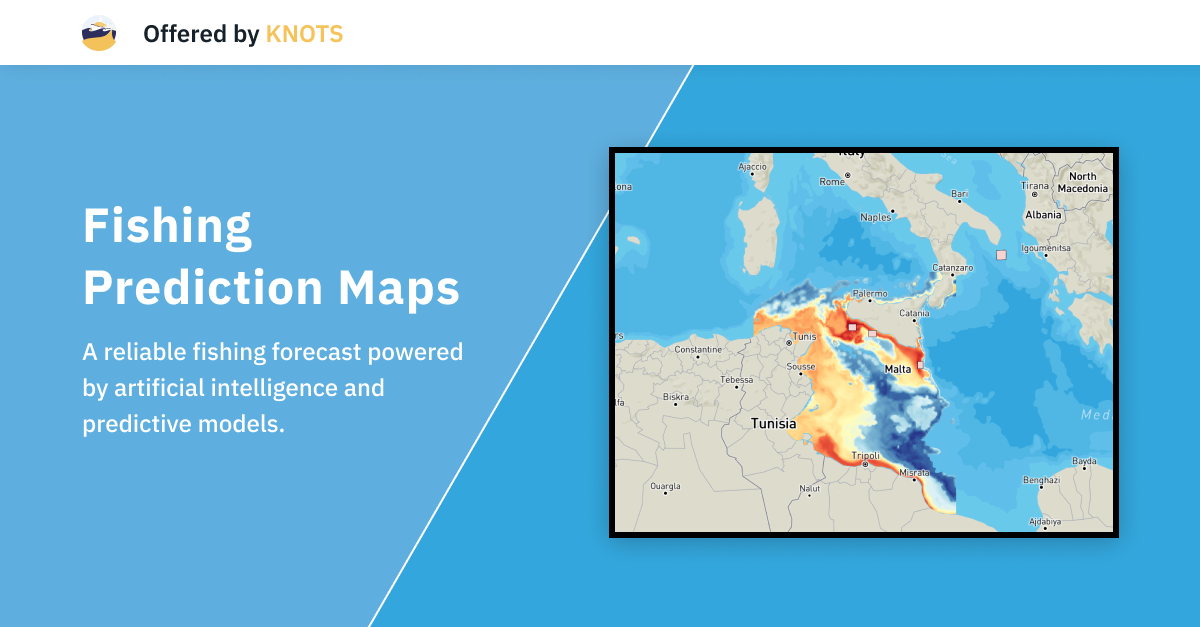 Offered by KNOTS
Fishing
Prediction Maps
A reliable fishing forecast powered
by artificial intelligence and
predictive models.
Italy
Ajaccio
Rome
Bari
Tirana
North
Macedonia
Albania
Naples
Igoumenitsa
Catanzaro
Palermo
Catania
Tunis
Constantine
Sousse
Malta
Tebessa
Biskra
Tunisia
Tripoli
Misrata
Bayda
Benghazi
Ouargla
Nalut
Ajdabiya